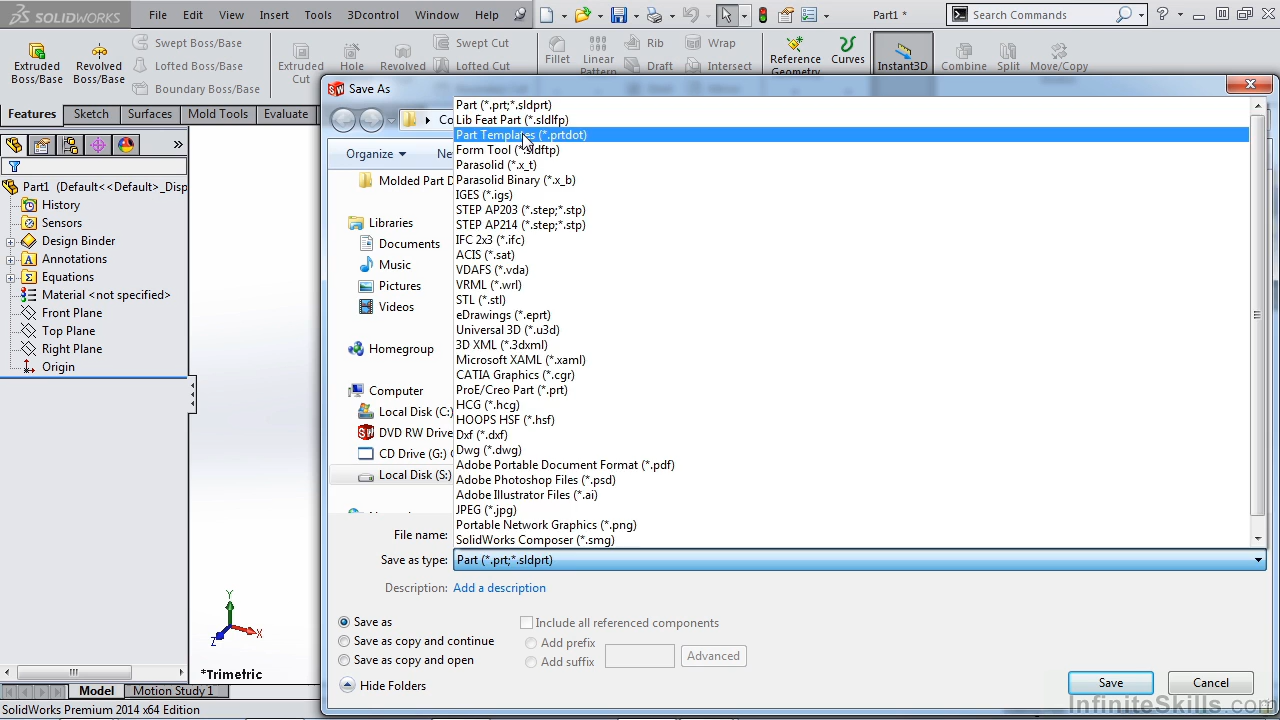 SOLIDWORKS
File Edit View Insert Tools 3Dcontrol Window Help
Part1 *
Search Commands
Extruded Boss/Base
Revolved Boss/Base
Swept Boss/Base
Lofted Boss/Base
Boundary Boss/Base
Extruded Cut
Hole
Revolved
Swept Cut
Lofted Cut
Fillet
Linear Pattern
Rib
Draft
Wrap
Intersect
Reference Geometry
Curves
Instant3D
Combine
Split
Move/Copy
Features Sketch Surfaces Mold Tools Evaluate
Part1 (Default<<Default>_Disp
History
Sensors
Design Binder
Annotations
Equations
Material <not specified>
Front Plane
Top Plane
Right Plane
Origin
Y
X
Z
*Trimetric
Model Motion Study 1
SolidWorks Premium 2014 x64 Edition
Save As
Co
Organize
Ne
Molded Part D
Libraries
Documents
Music
Pictures
Videos
Homegroup
Computer
Local Disk (C:)
DVD RW Drive
CD Drive (G:)
Local Disk (S:)
Part (*.prt;*.sldprt)
Lib Feat Part (*.sldlfp)
Part Templates (*.prtdot)
Form Tool (*.sldftp)
Parasolid (*.x_t)
Parasolid Binary (*.x_b)
IGES (*.igs)
STEP AP203 (*.step;*.stp)
STEP AP214 (*.step;*.stp)
IFC 2x3 (*.ifc)
ACIS (*.sat)
VDAFS (*.vda)
VRML (*.wrl)
STL (*.stl)
eDrawings (*.eprt)
Universal 3D (*.u3d)
3D XML (*.3dxml)
Microsoft XAML (*.xaml)
CATIA Graphics (*.cgr)
ProE/Creo Part (*.prt)
HCG (*.hcg)
HOOPS HSF (*.hsf)
Dxf (*.dxf)
Dwg (*.dwg)
Adobe Portable Document Format (*.pdf)
Adobe Photoshop Files (*.psd)
Adobe Illustrator Files (*.ai)
JPEG (*.jpg)
Portable Network Graphics (*.png)
SolidWorks Composer (*.smg)
File name:
Save as type: Part (*.prt;*.sldprt)
Description: Add a description
Save as
Save as copy and continue
Save as copy and open
Include all referenced components
Add prefix
Add suffix
Advanced
Hide Folders
Save
Cancel
InfiniteSkills.com